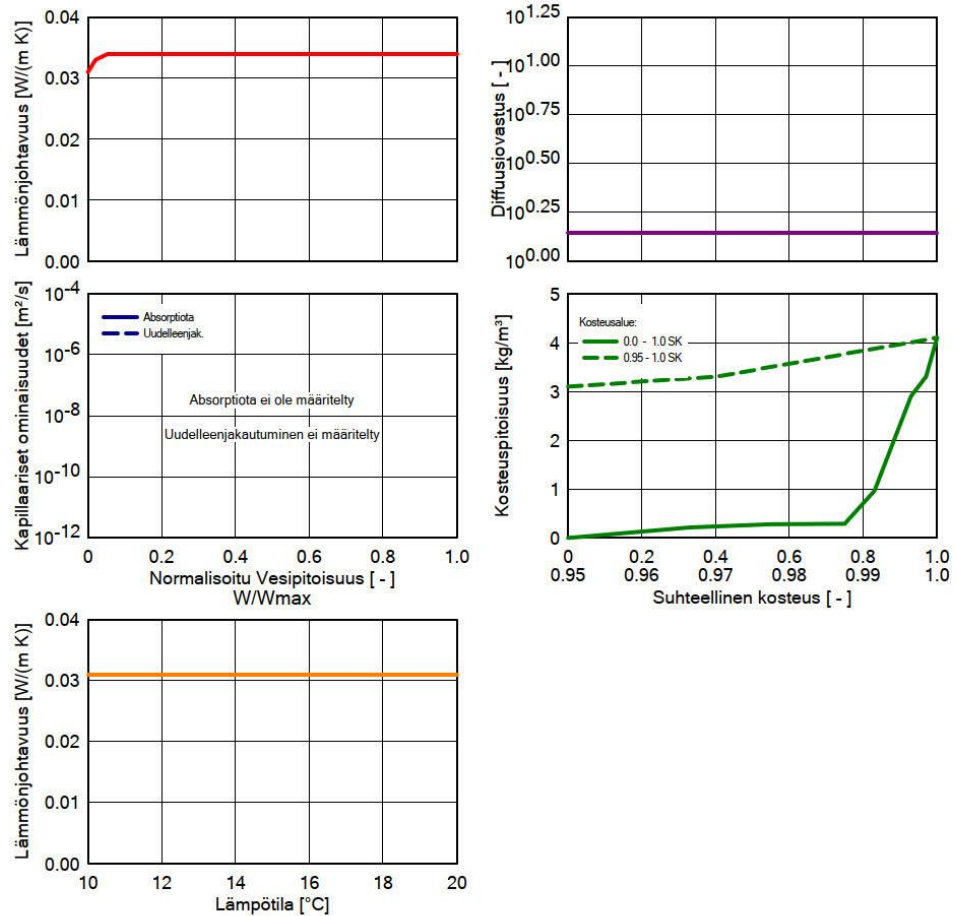 Lämmönjohtavuus [W/(m K)]
0.04
0.03
0.02
0.01
0.00
Diffuusiovastus [ - ]
10^1.25
10^1.00
10^0.75
10^0.50
10^0.25
10^0.00
Kapillaariset ominaisuudet [m²/s]
10^-4
10^-6
10^-8
10^-10
10^-12
Absorptiota
Uudelleenjak.
Absorptiota ei ole määritelty
Uudelleenjakautuminen ei määritelty
0 0.2 0.4 0.6 0.8 1.0
Normalisoitu Vesipitoisuus [ - ]
W/Wmax
Kosteuspitoisuus [kg/m³]
5
4
3
2
1
0
Kosteusalue:
0.0 - 1.0 SK
0.95 - 1.0 SK
0 0.2 0.4 0.6 0.8 1.0
0.95 0.96 0.97 0.98 0.99 1.0
Suhteellinen kosteus [ - ]
Lämmönjohtavuus [W/(m K)]
0.04
0.03
0.02
0.01
0.00
10 12 14 16 18 20
Lämpötila [°C]